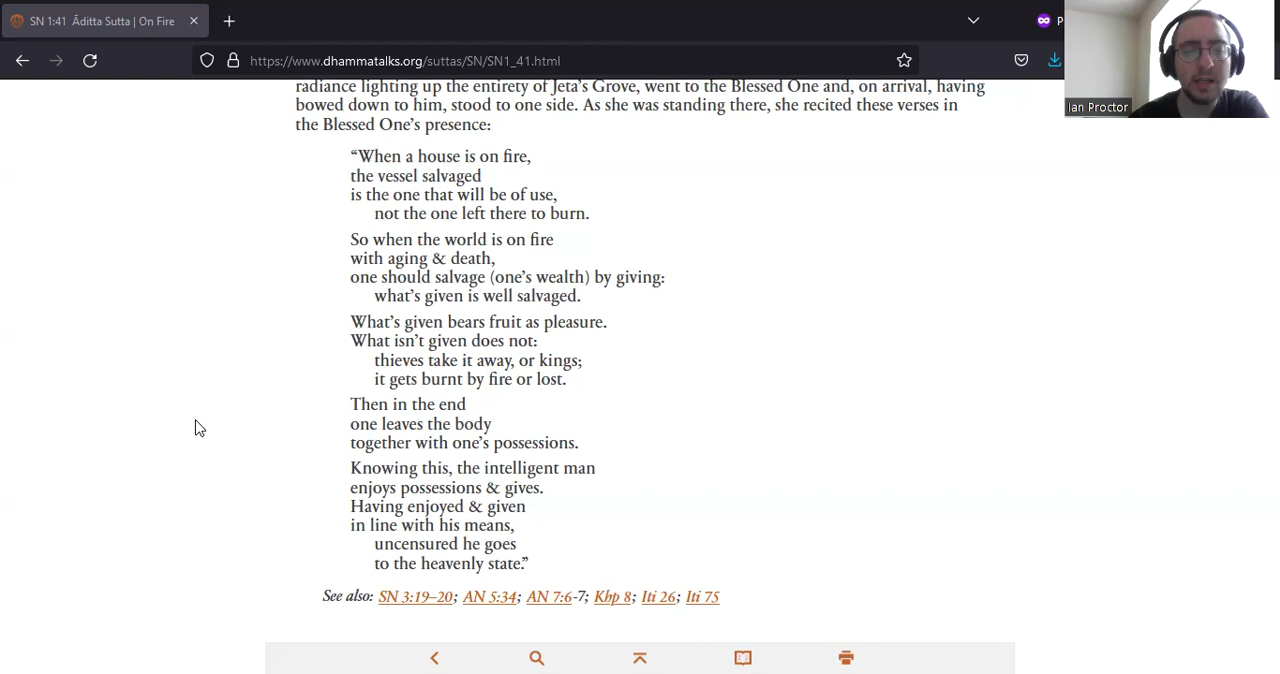 SN 1:41 Āditta Sutta | On Fire
https://www.dhammatalks.org/suttas/SN/SN1_41.html
Ian Proctor
radiance lighting up the entirety of Jeta's Grove, went to the Blessed One and, on arrival, having
bowed down to him, stood to one side. As she was standing there, she recited these verses in
the Blessed One's presence:
“When a house is on fire,
the vessel salvaged
is the one that will be of use,
not the one left there to burn.
So when the world is on fire
with aging & death,
one should salvage (one's wealth) by giving:
what's given is well salvaged.
What's given bears fruit as pleasure.
What isn't given does not:
thieves take it away, or kings;
it gets burnt by fire or lost.
Then in the end
one leaves the body
together with one's possessions.
Knowing this, the intelligent man
enjoys possessions & gives.
Having enjoyed & given
in line with his means,
uncensured he goes
to the heavenly state.”
See also: SN 3:19–20; AN 5:34; AN 7:6-7; Khp 8; Iti 26; Iti 75